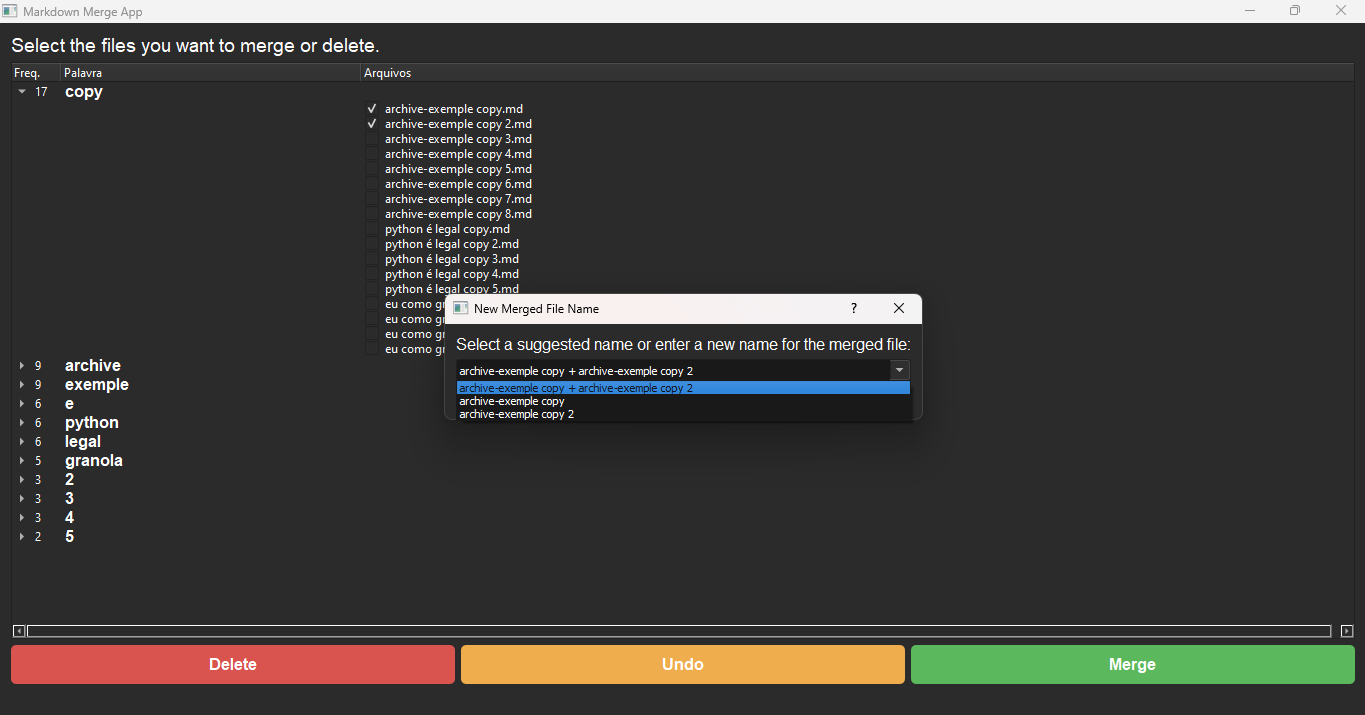 Markdown Merge App
Select the files you want to merge or delete.
Freq. Palavra Arquivos
17 copy
archive-exemple copy.md
archive-exemple copy 2.md
archive-exemple copy 3.md
archive-exemple copy 4.md
archive-exemple copy 5.md
archive-exemple copy 6.md
archive-exemple copy 7.md
archive-exemple copy 8.md
python é legal copy.md
python é legal copy 2.md
python é legal copy 3.md
python é legal copy 4.md
python é legal copy 5.md
eu como
eu como
eu como
eu como
9 archive
9 exemple
6 e
6 python
6 legal
5 granola
3 2
3 3
3 4
2 5
New Merged File Name ?
Select a suggested name or enter a new name for the merged file:
archive-exemple copy + archive-exemple copy 2
archive-exemple copy + archive-exemple copy 2
archive-exemple copy
archive-exemple copy 2
Delete Undo Merge